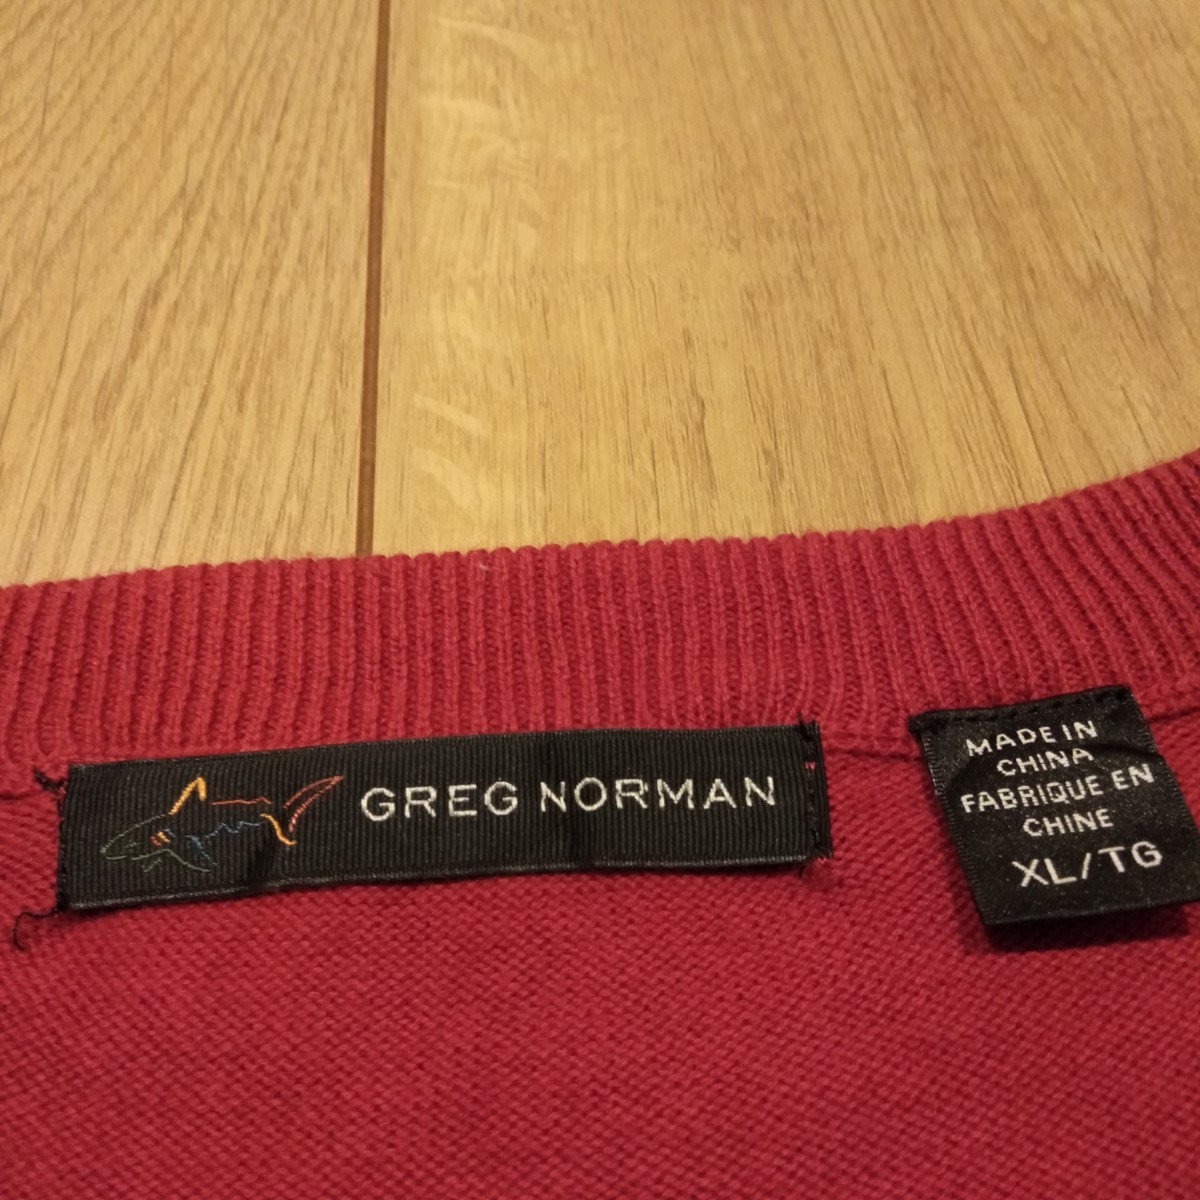 GREG NORMAN
MADE IN
CHINA
FABRIQUE EN
CHINE
XL/TG